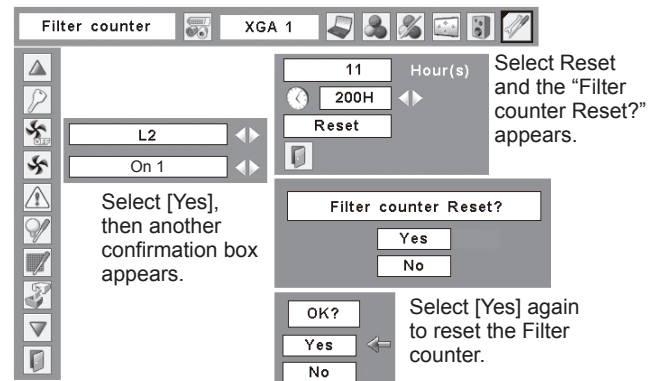 Filter counter
XGA 1
11 Hour(s)
200H
Reset
Select Reset
and the “Filter
counter Reset?”
appears.
OFF
L2
On 1
Select [Yes],
then another
confirmation box
appears.
Filter counter Reset?
Yes
No
OK?
Yes
No
Select [Yes] again
to reset the Filter
counter.